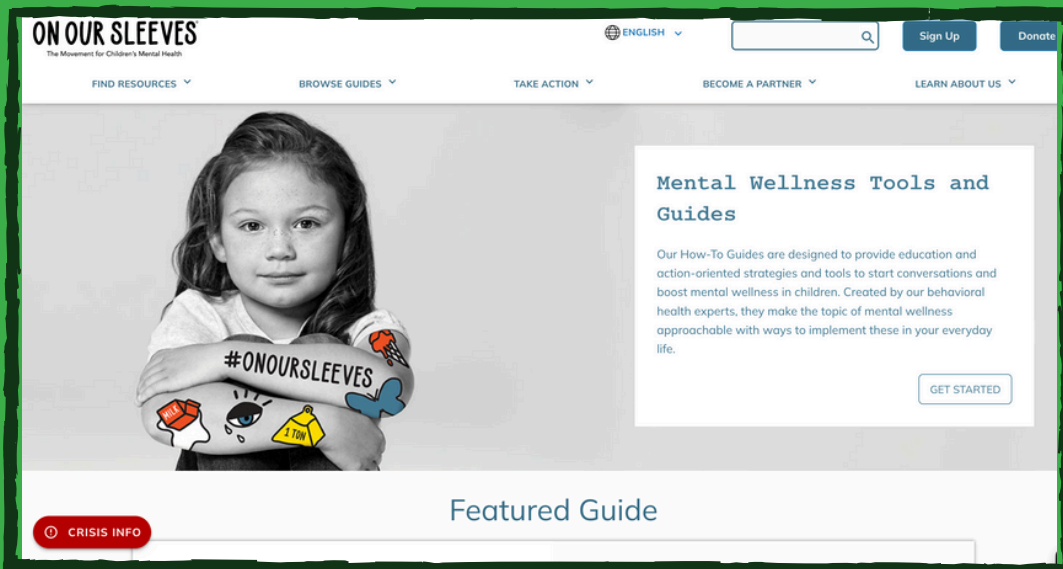 ON OUR SLEEVES
The Movement for Children's Mental Health
ENGLISH
Sign Up
Donate
FIND RESOURCES
BROWSE GUIDES
TAKE ACTION
BECOME A PARTNER
LEARN ABOUT US
#ONOURSLEEVES
MILK
1 TON
Mental Wellness Tools and
Guides
Our How-To Guides are designed to provide education and
action-oriented strategies and tools to start conversations and
boost mental wellness in children. Created by our behavioral
health experts, they make the topic of mental wellness
approachable with ways to implement these in your everyday
life.
GET STARTED
Featured Guide
CRISIS INFO